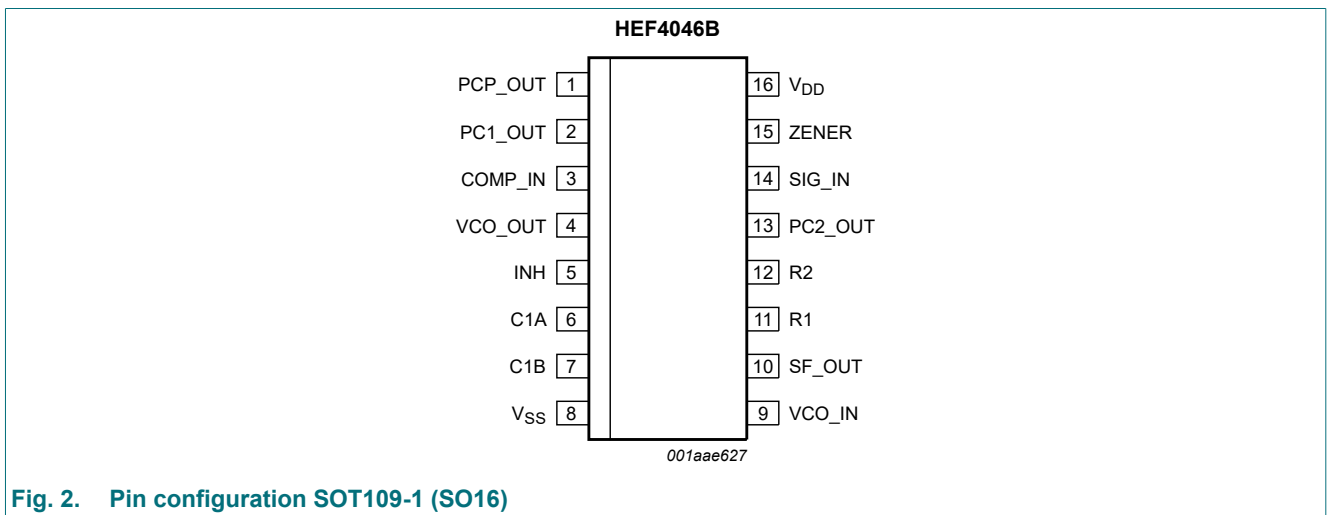 HEF4046B
PCP_OUT 1 16 VDD
PC1_OUT 2 15 ZENER
COMP_IN 3 14 SIG_IN
VCO_OUT 4 13 PC2_OUT
INH 5 12 R2
C1A 6 11 R1
C1B 7 10 SF_OUT
VSS 8 9 VCO_IN
001aae627
Fig. 2. Pin configuration SOT109-1 (SO16)